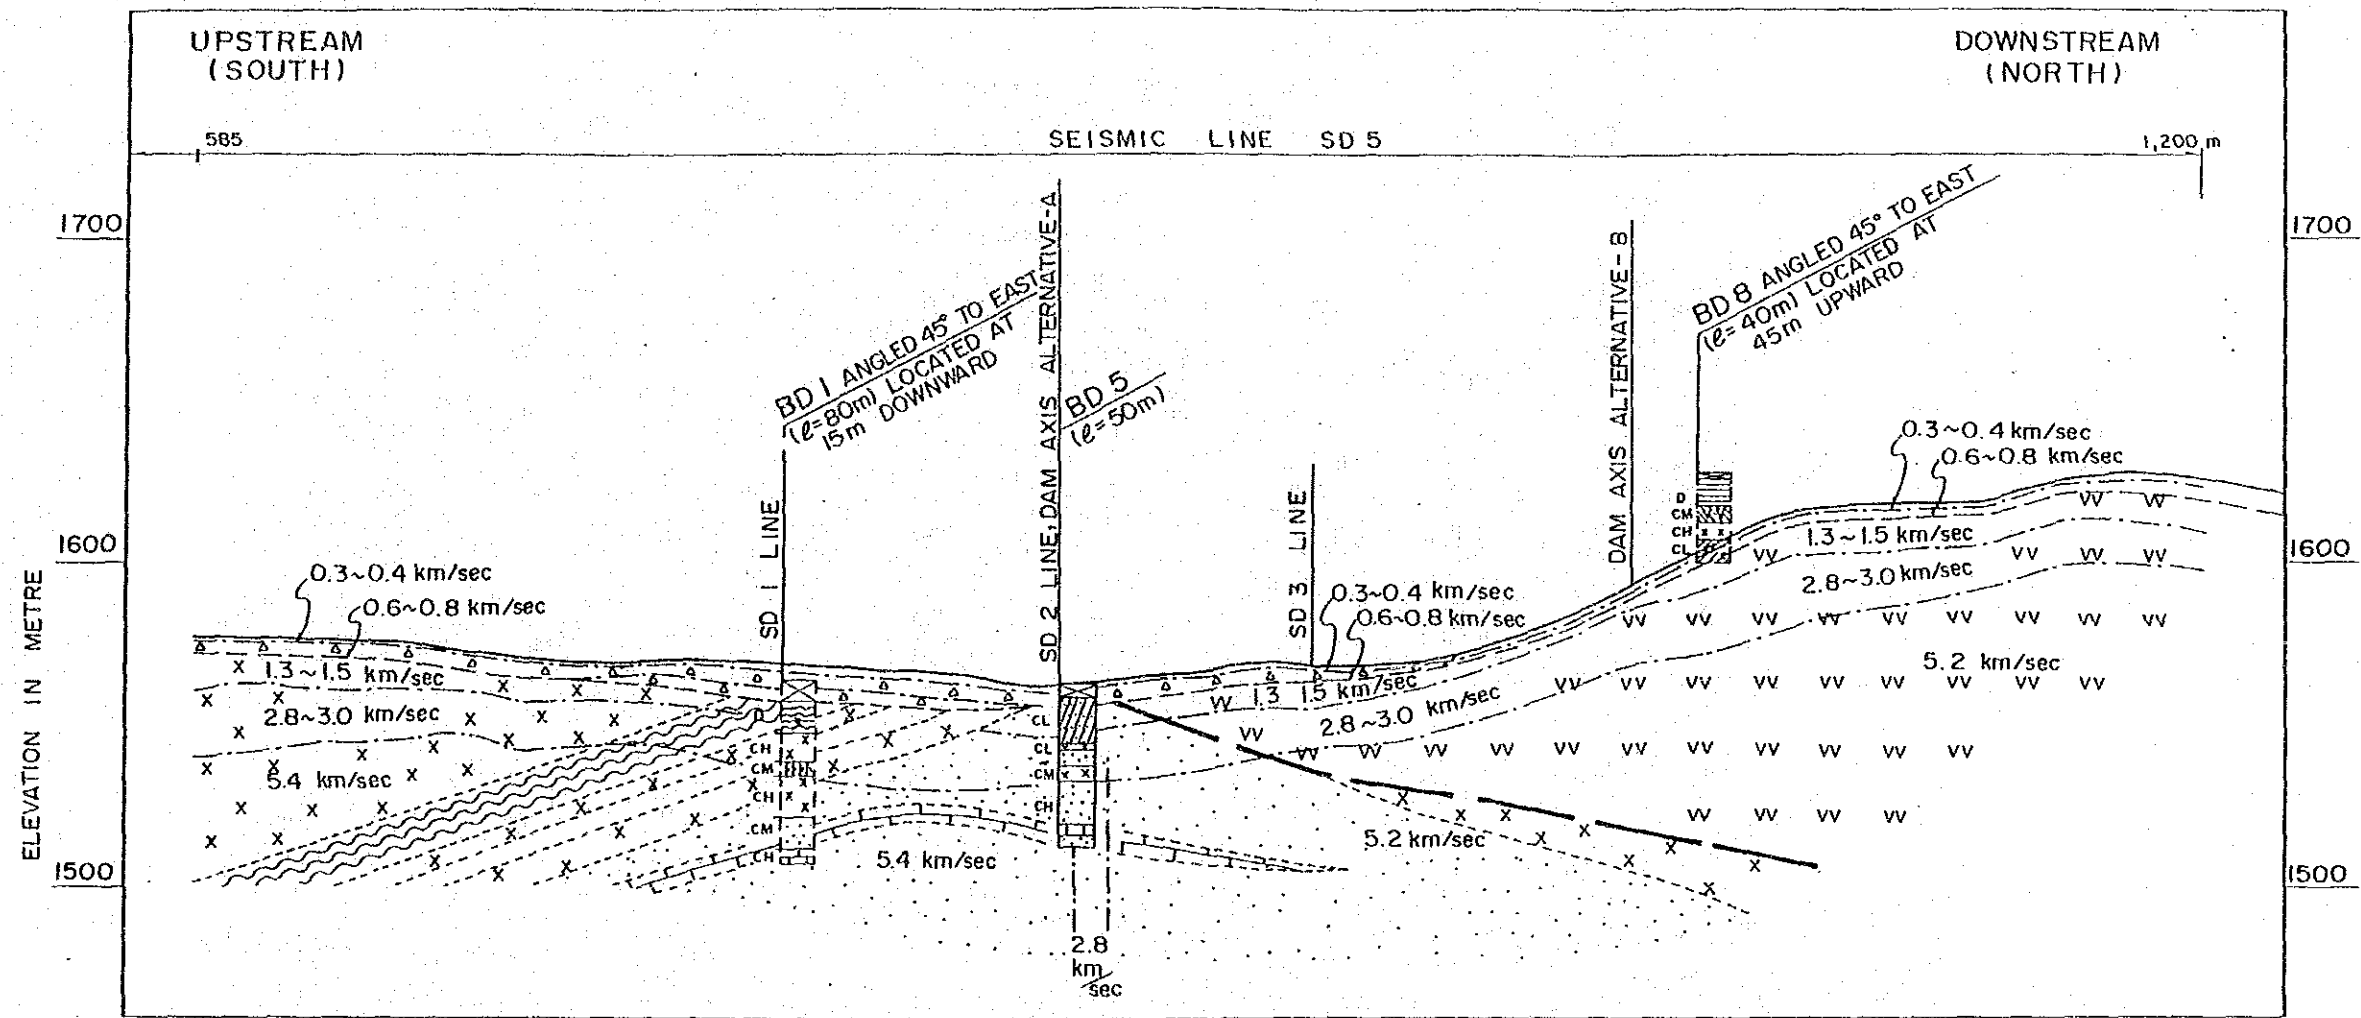 UPSTREAM
(SOUTH)
DOWNSTREAM
(NORTH)
585
SEISMIC LINE SD 5
1,200 m
1700
1700
BD 1 ANGLED 45° TO EAST
(ℓ=80m) LOCATED AT
15m DOWNWARD
SD 1 LINE
SD 2 LINE, DAM AXIS ALTERNATIVE-A
BD 5
(ℓ=50m)
SD 3 LINE
DAM AXIS ALTERNATIVE-B
BD 8 ANGLED 45° TO EAST
(ℓ=40m) LOCATED AT
45m UPWARD
0.3~0.4 km/sec
0.6~0.8 km/sec
D
CM
CH
CL
1.3~1.5 km/sec
2.8~3.0 km/sec
5.2 km/sec
1600
1600
ELEVATION IN METRE
0.3~0.4 km/sec
0.6~0.8 km/sec
1.3~1.5 km/sec
2.8~3.0 km/sec
5.4 km/sec
0.3~0.4 km/sec
0.6~0.8 km/sec
1.3 1.5 km/sec
2.8~3.0 km/sec
D
CH
CM
CH
CM
CH
CL
CL
CM
CH
5.4 km/sec
5.2 km/sec
1500
1500
2.8
km
/sec